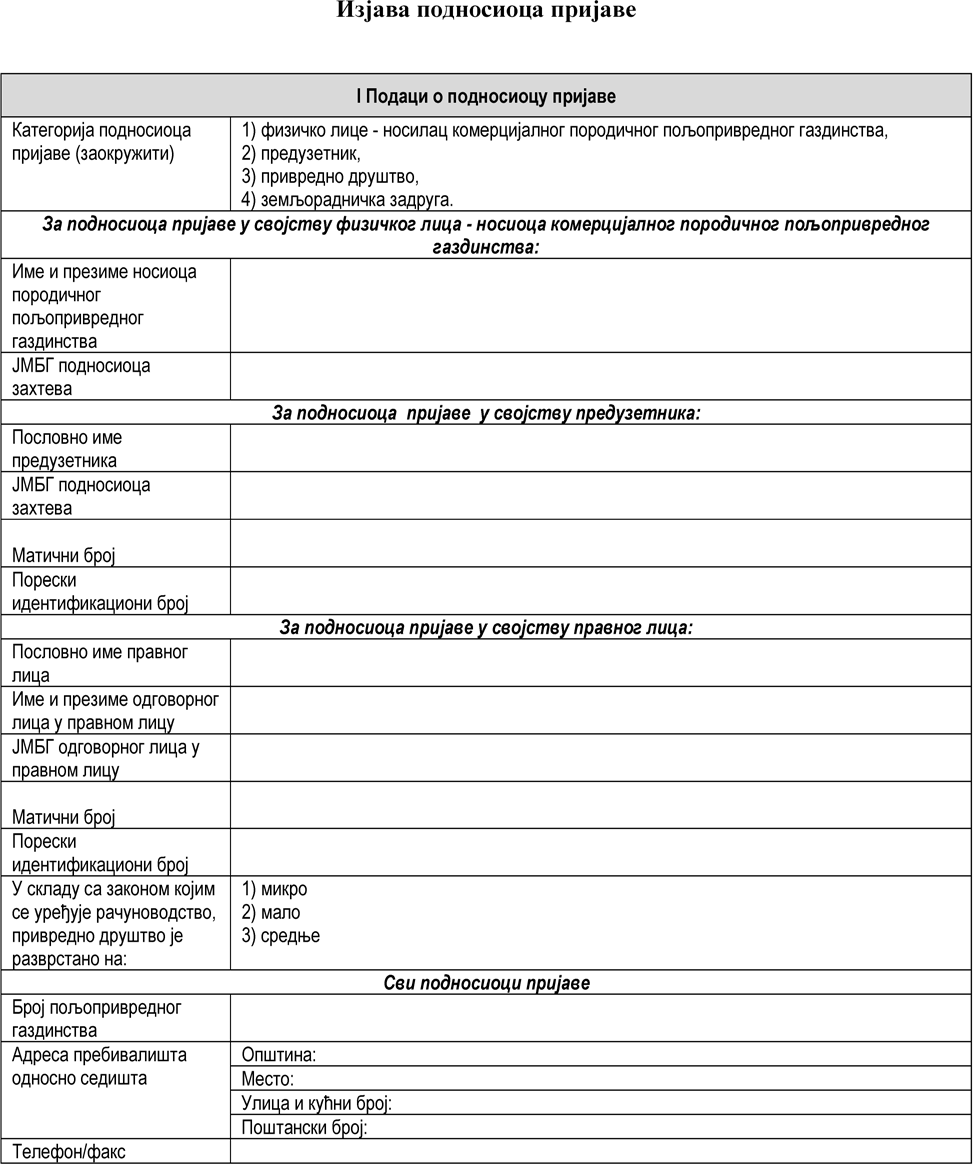 Изјава подносиоца пријаве
I Подаци о подносиоцу пријаве
Категорија подносиоца
пријаве (заокружити)
1) физичко лице - носилац комерцијалног породичног пољопривредног газдинства,
2) предузетник,
3) привредно друштво,
4) земљорадничка задруга.
За подносиоца пријаве у својству физичког лица - носиоца комерцијалног породичног пољопривредног
газдинства:
Име и презиме носиоца
породичног
пољопривредног
газдинства
ЈМБГ подносиоца
захтева
За подносиоца пријаве у својству предузетника:
Пословно име
предузетника
ЈМБГ подносиоца
захтева
Матични број
Порески
идентификациони број
За подносиоца пријаве у својству правног лица:
Пословно име правног
лица
Име и презиме одговорног
лица у правном лицу
ЈМБГ одговорног лица у
правном лицу
Матични број
Порески
идентификациони број
У складу са законом којим
се уређује рачуноводство,
привредно друштво је
разврстано на:
1) микро
2) мало
3) средње
Сви подносиоци пријаве
Број пољопривредног
газдинства
Адреса пребивалишта
односно седишта
Општина:
Место:
Улица и кућни број:
Поштански број:
Телефон/факс